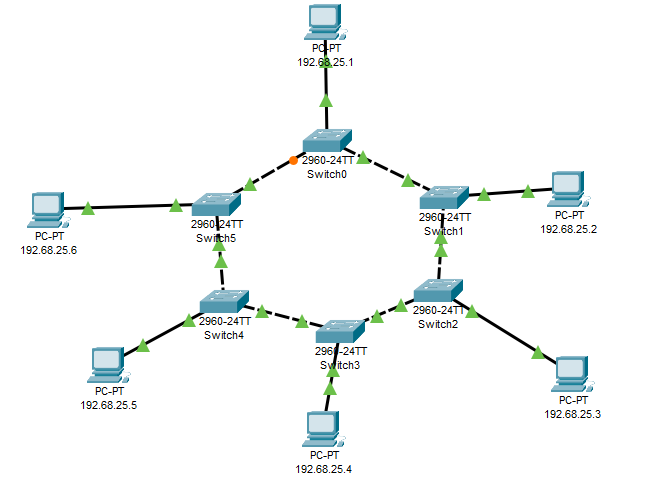 PC-PT
192.68.25.1
2960-24TT
Switch0
2960-24TT
Switch1
PC-PT
192.68.25.2
2960-24TT
Switch5
PC-PT
192.68.25.6
2960-24TT
Switch2
2960-24TT
Switch4
2960-24TT
Switch3
PC-PT
192.68.25.5
PC-PT
192.68.25.3
PC-PT
192.68.25.4